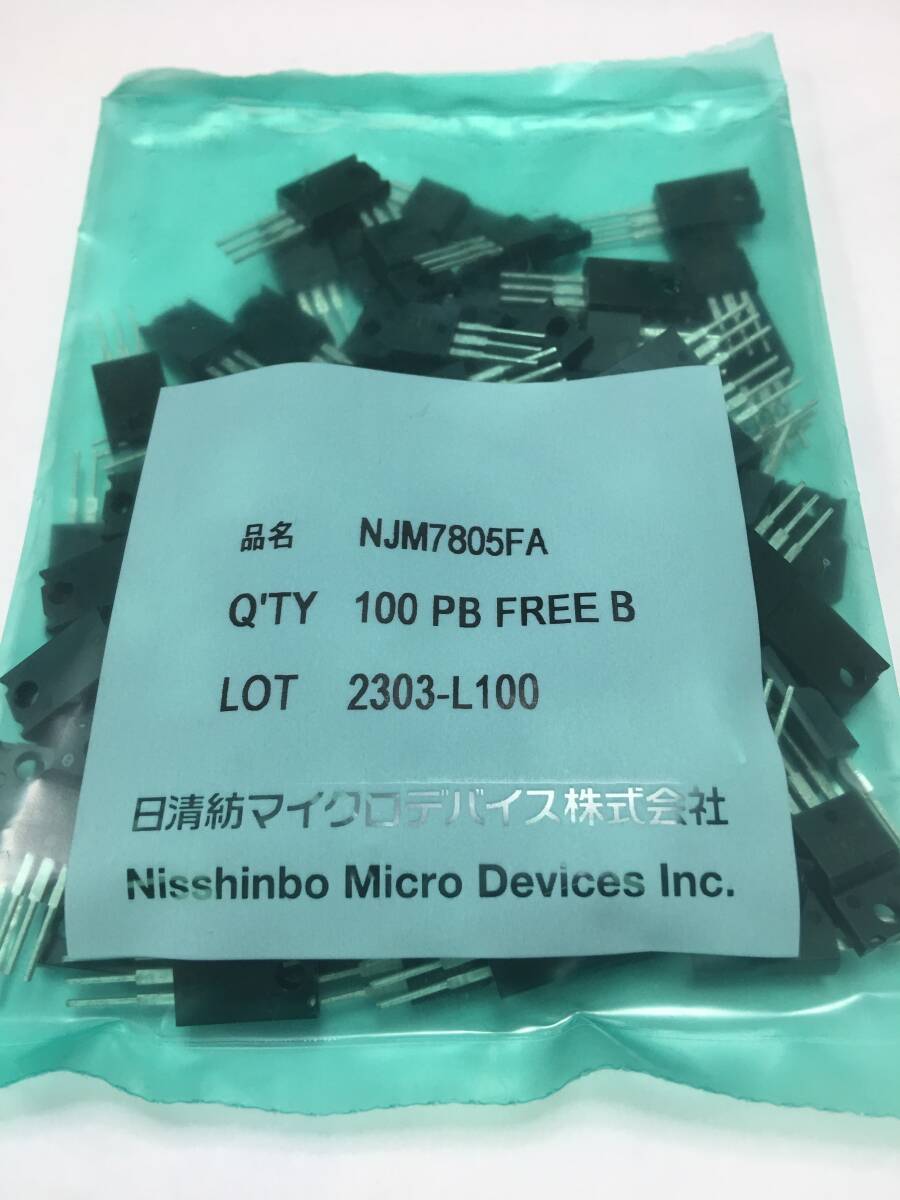 品名 NJM7805FA
Q'TY 100 PB FREE B
LOT 2303-L100
日清紡マイクロデバイス株式会社
Nisshinbo Micro Devices Inc.